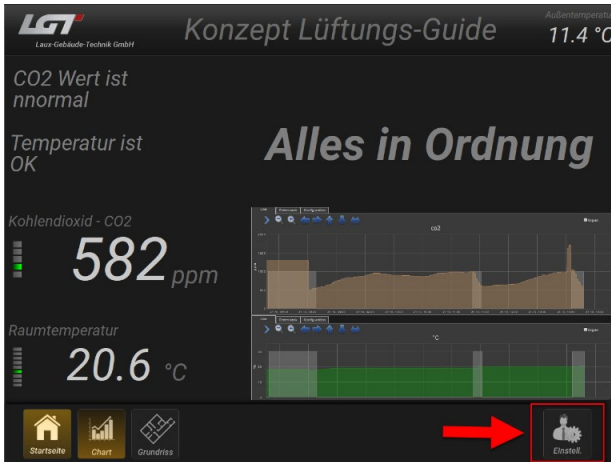 LGT
Laux-Gebäude-Technik GmbH
Konzept Lüftungs-Guide
Außentemperatur
11.4 °C
CO2 Wert ist
nnormal
Temperatur ist
OK
Alles in Ordnung
Kohlendioxid - CO2
582 ppm
Raumtemperatur
20.6 °C
co2
°C
Startseite
Chart
Grundriss
Einstell.